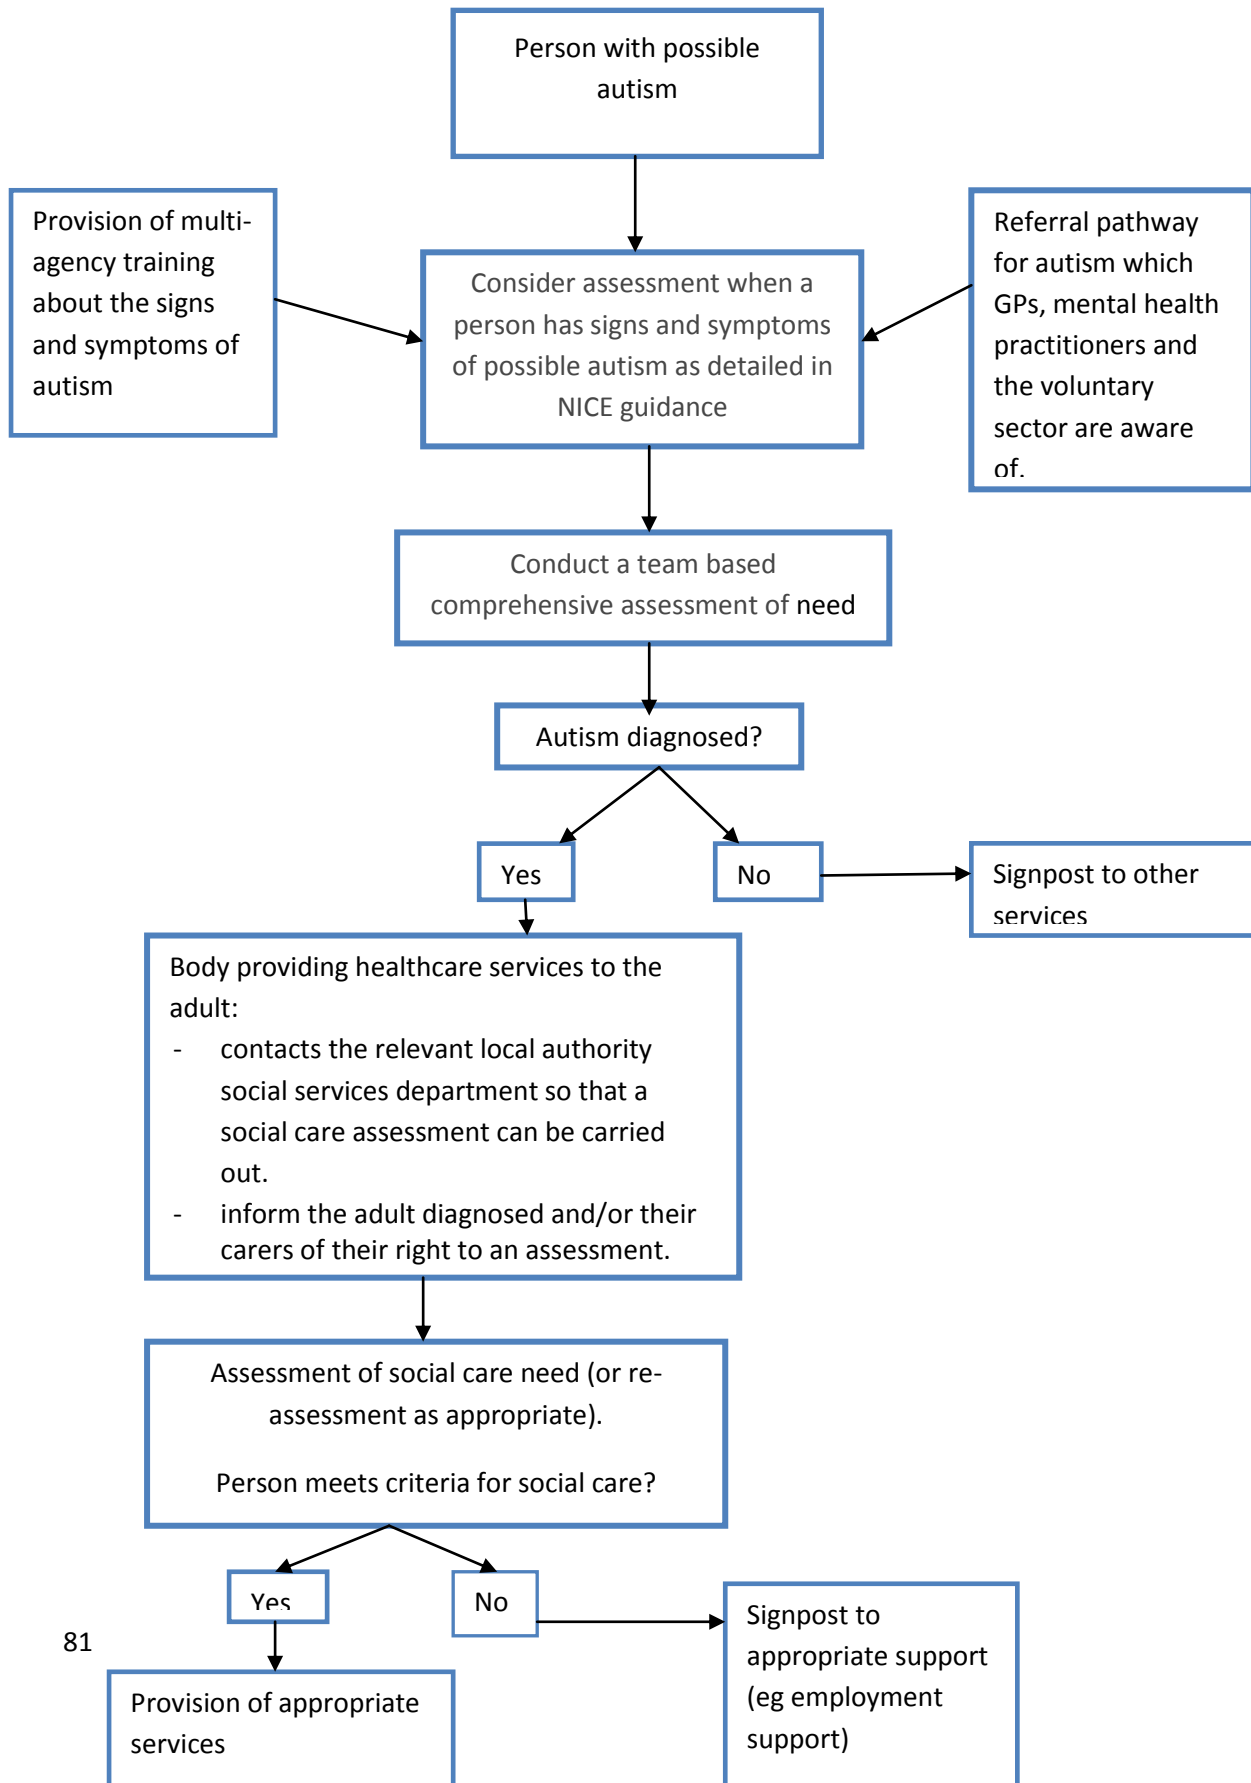 Person with possible
autism
Provision of multi-
agency training
about the signs
and symptoms of
autism
Consider assessment when a
person has signs and symptoms
of possible autism as detailed in
NICE guidance
Referral pathway
for autism which
GPs, mental health
practitioners and
the voluntary
sector are aware
of.
Conduct a team based
comprehensive assessment of need
Autism diagnosed?
Yes
No
Signpost to other
services
Body providing healthcare services to the
adult:
- contacts the relevant local authority
social services department so that a
social care assessment can be carried
out.
- inform the adult diagnosed and/or their
carers of their right to an assessment.
Assessment of social care need (or re-
assessment as appropriate).
Person meets criteria for social care?
Yes
No
Signpost to
appropriate support
(eg employment
support)
81
Provision of appropriate
services